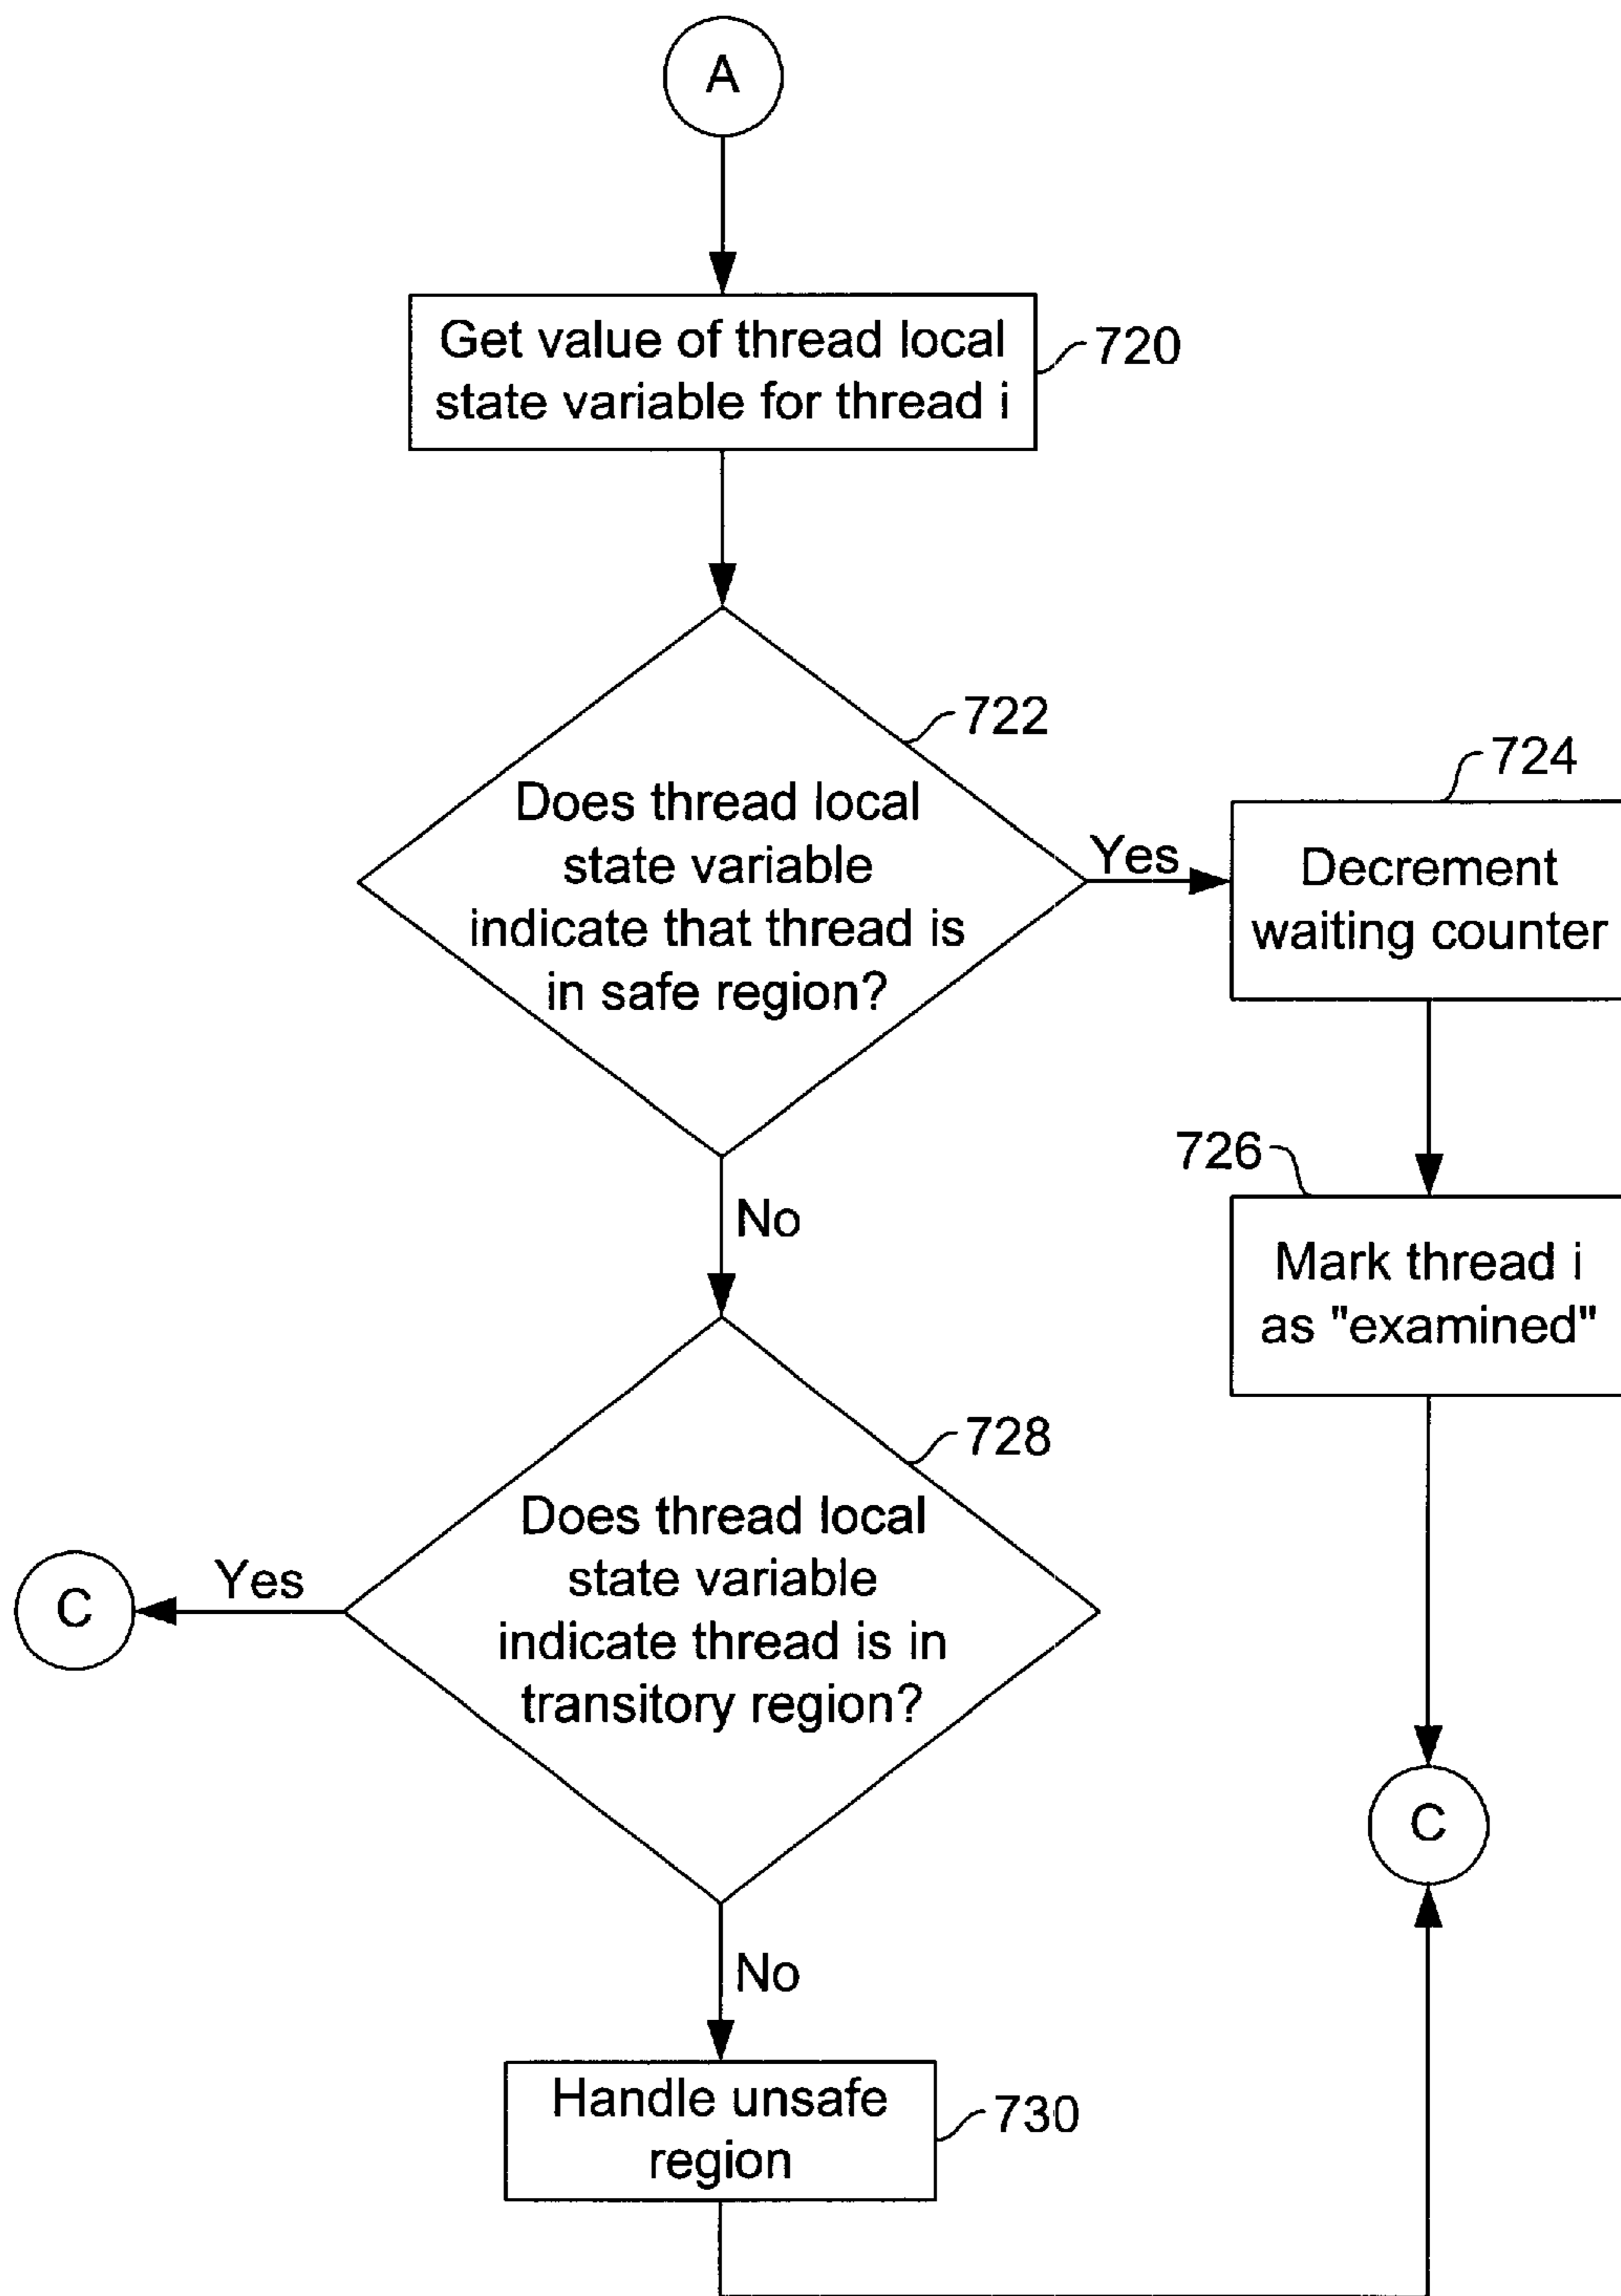 A
Get value of thread local
state variable for thread i
720
722
Does thread local
state variable
indicate that thread is
in safe region?
Yes
724
Decrement
waiting counter
No
726
Mark thread i
as "examined"
728
Does thread local
state variable
indicate thread is in
transitory region?
Yes
C
C
No
Handle unsafe
region
730